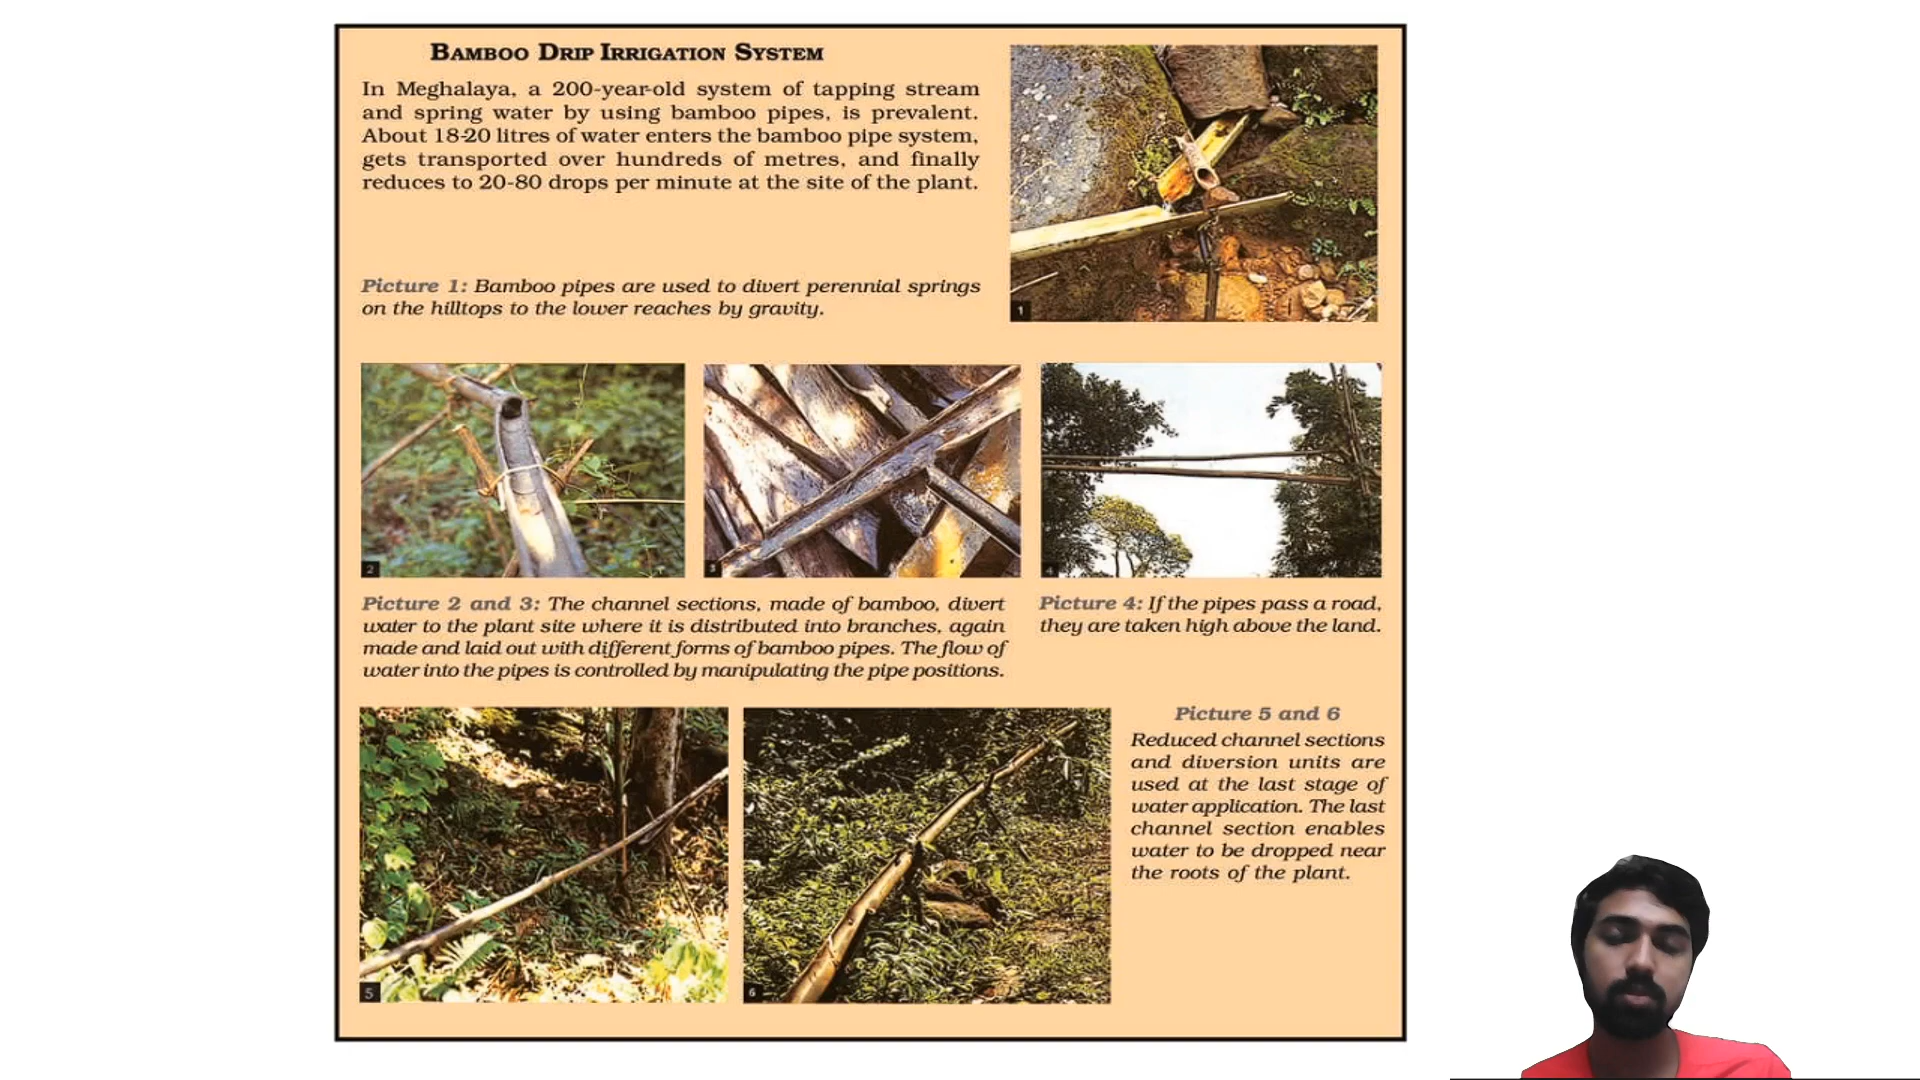 BAMBOO DRIP IRRIGATION SYSTEM
In Meghalaya, a 200-year-old system of tapping stream
and spring water by using bamboo pipes, is prevalent.
About 18-20 litres of water enters the bamboo pipe system,
gets transported over hundreds of metres, and finally
reduces to 20-80 drops per minute at the site of the plant.
Picture 1: Bamboo pipes are used to divert perennial springs
on the hilltops to the lower reaches by gravity.
1
2
3
4
Picture 2 and 3: The channel sections, made of bamboo, divert
water to the plant site where it is distributed into branches, again
made and laid out with different forms of bamboo pipes. The flow of
water into the pipes is controlled by manipulating the pipe positions.
Picture 4: If the pipes pass a road,
they are taken high above the land.
5
6
Picture 5 and 6
Reduced channel sections
and diversion units are
used at the last stage of
water application. The last
channel section enables
water to be dropped near
the roots of the plant.